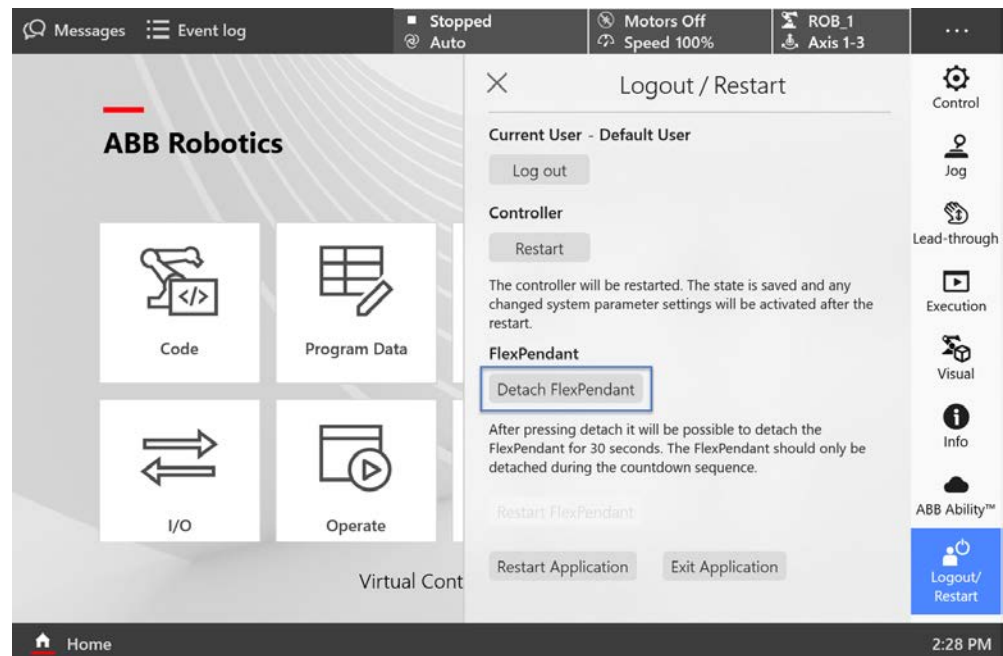 Messages Event log
Stopped
Auto
Motors Off
Speed 100%
ROB_1
Axis 1-3
...
ABB Robotics
</>
Code
Program Data
I/O
Operate
Virtual Cont
Logout / Restart
Current User - Default User
Log out
Controller
Restart
The controller will be restarted. The state is saved and any
changed system parameter settings will be activated after the
restart.
FlexPendant
Detach FlexPendant
After pressing detach it will be possible to detach the
FlexPendant for 30 seconds. The FlexPendant should only be
detached during the countdown sequence.
Restart FlexPendant
Restart Application Exit Application
Control
Jog
Lead-through
Execution
Visual
Info
ABB Ability™
Logout/
Restart
Home
2:28 PM